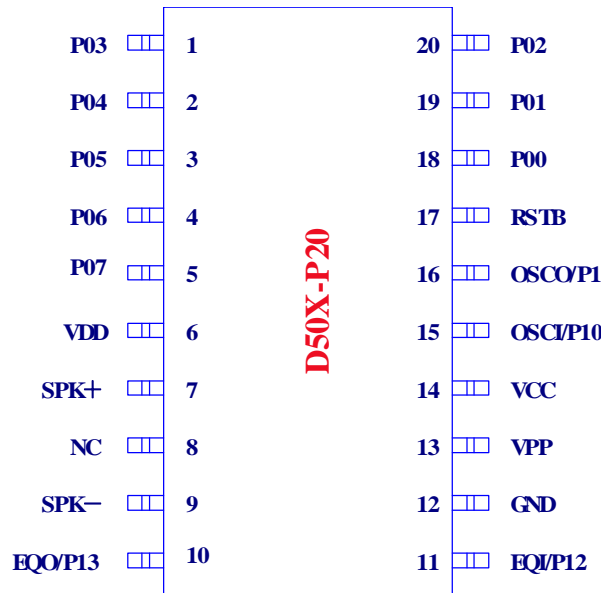 P03 1 20 P02
P04 2 19 P01
P05 3 18 P00
P06 4 17 RSTB
P07 5 16 OSCO/P1
VDD 6 15 OSCI/P10
SPK+ 7 14 VCC
NC 8 13 VPP
SPK− 9 12 GND
EQO/P13 10 11 EQI/P12
D50X-P20